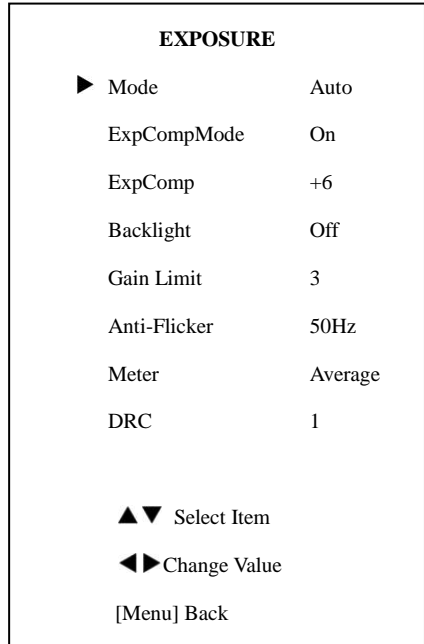 EXPOSURE
▶ Mode Auto
ExpCompMode On
ExpComp +6
Backlight Off
Gain Limit 3
Anti-Flicker 50Hz
Meter Average
DRC 1
▲▼ Select Item
◀▶Change Value
[Menu] Back